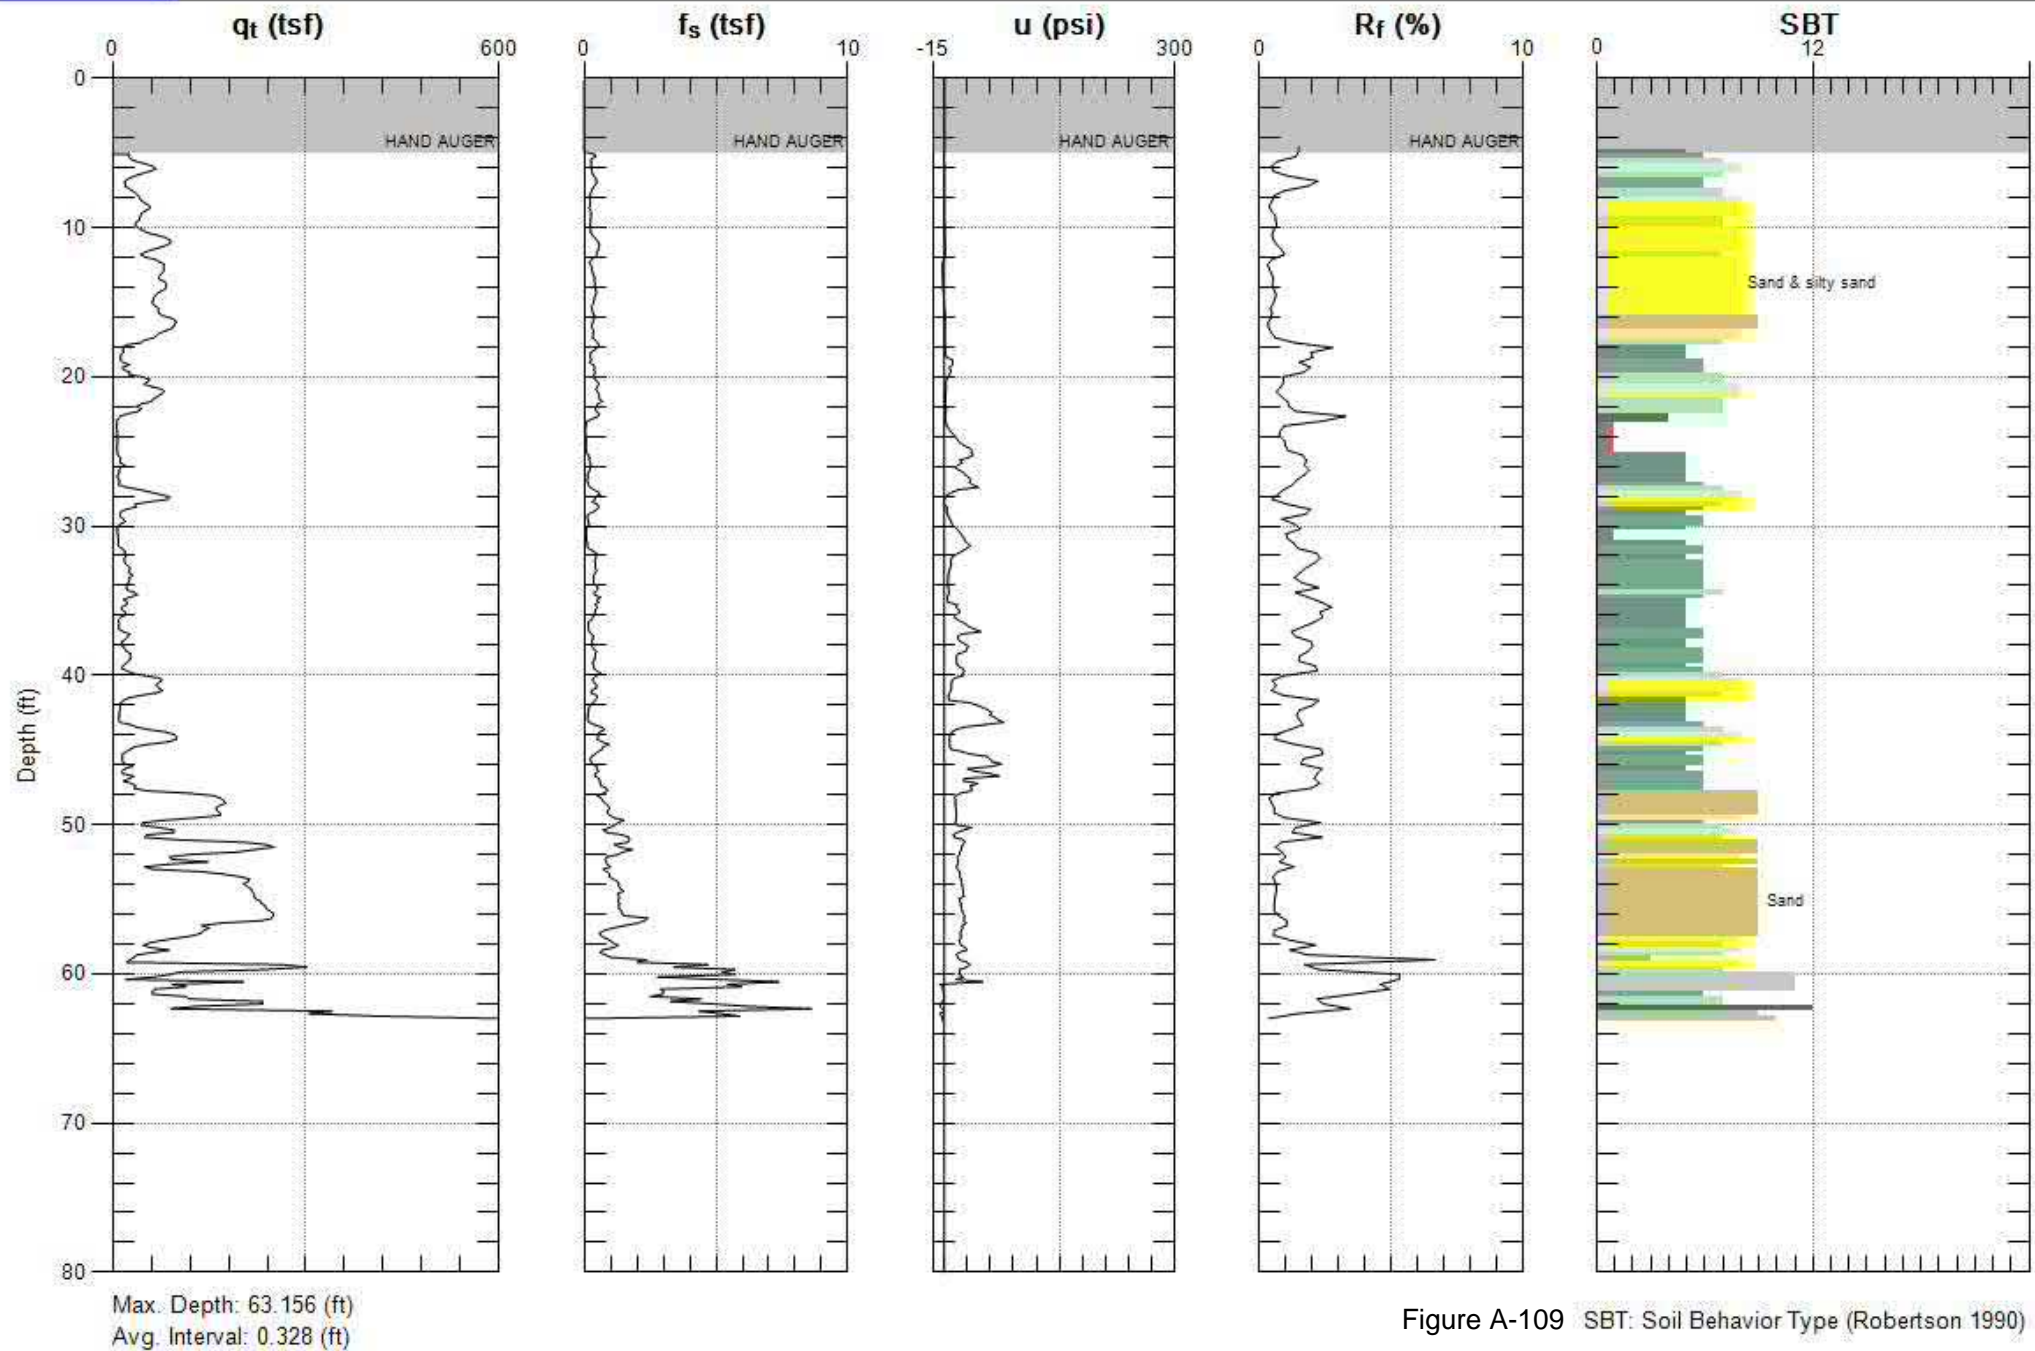 qt (tsf)
fs (tsf)
u (psi)
Rf (%)
SBT
0 600
0 10
-15 300
0 10
0 12
0
HAND AUGER
HAND AUGER
HAND AUGER
HAND AUGER
10
Sand & silty sand
20
30
40
Depth (ft)
50
Sand
60
70
80
Max. Depth: 63.156 (ft)
Avg. Interval: 0.328 (ft)
Figure A-109
SBT: Soil Behavior Type (Robertson 1990)